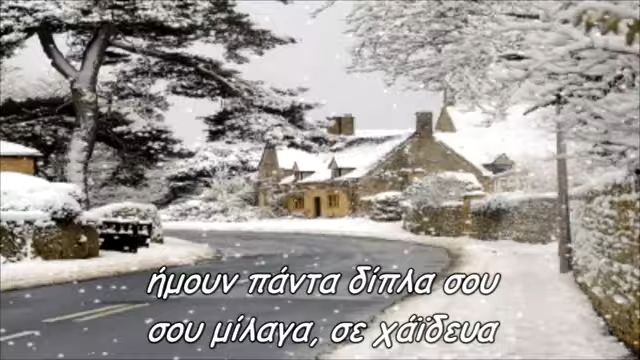 ήμουν πάντα δίπλα σου
σου μίλαγα, σε χάϊδευα